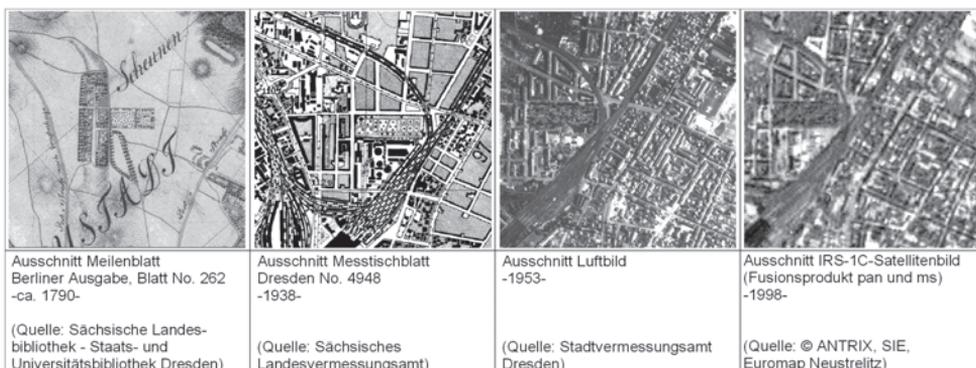 Scheunen
USTADT
97
Ausschnitt Meilenblatt
Berliner Ausgabe, Blatt No. 262
-ca. 1790-
(Quelle: Sächsische Landes-
bibliothek - Staats- und
Universitätsbibliothek Dresden)
Ausschnitt Messtischblatt
Dresden No. 4948
-1938-
(Quelle: Sächsisches
Landesvermessungsamt)
Ausschnitt Luftbild
-1953-
(Quelle: Stadtvermessungsamt
Dresden)
Ausschnitt IRS-1C-Satellitenbild
(Fusionsprodukt pan und ms)
-1998-
(Quelle: © ANTRIX, SIE,
Euromap Neustrelitz)